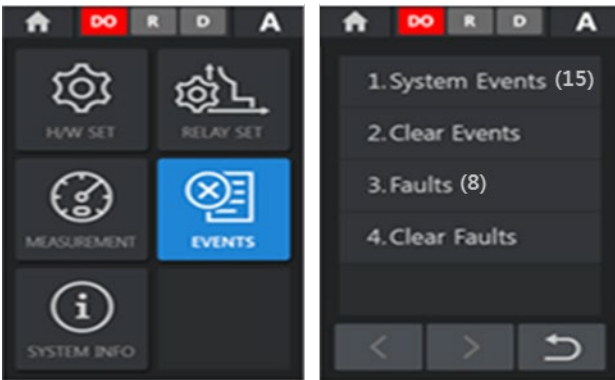 DO R D A
H/W SET RELAY SET
MEASUREMENT EVENTS
SYSTEM INFO
DO R D A
1.System Events (15)
2.Clear Events
3.Faults (8)
4.Clear Faults